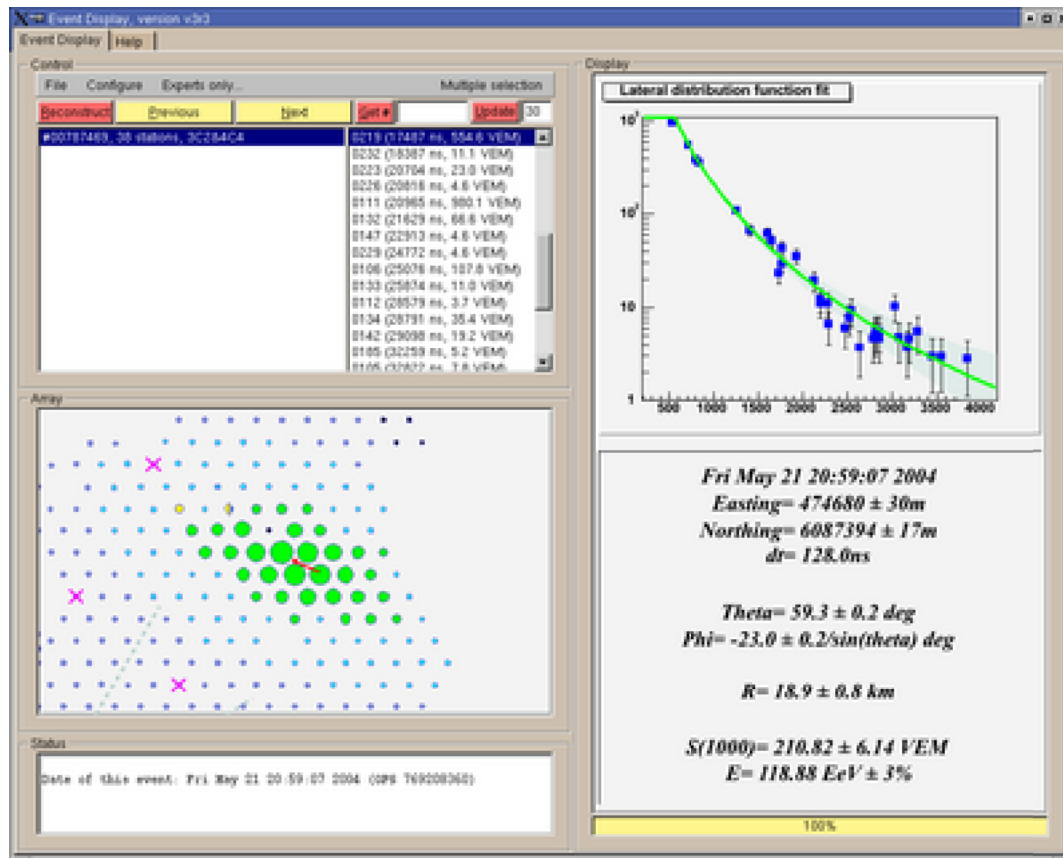 Event Display, version v3r3
Event Display Help
Control
File Configure Experts only... Multiple selection
Reconstruct Previous Next Get # Update 30
#00787469, 38 stations, 3C2B4C4
0219 (17487 ns, 554.6 VEM)
0232 (18387 ns, 11.1 VEM)
0223 (20704 ns, 23.0 VEM)
0226 (20816 ns, 4.6 VEM)
0111 (20965 ns, 980.1 VEM)
0132 (21629 ns, 66.6 VEM)
0147 (22913 ns, 4.6 VEM)
0229 (24772 ns, 4.6 VEM)
0106 (25076 ns, 107.8 VEM)
0133 (25874 ns, 11.0 VEM)
0112 (28579 ns, 3.7 VEM)
0134 (28791 ns, 35.4 VEM)
0142 (29098 ns, 19.2 VEM)
0185 (32259 ns, 5.2 VEM)
0105 (32822 ns, 7.8 VEM)
Array
Status
Date of this event: Fri May 21 20:59:07 2004 (GPS 769208360)
Display
Lateral distribution function fit
10³
10²
10
1
500 1000 1500 2000 2500 3000 3500 4000
Fri May 21 20:59:07 2004
Easting= 474680 ± 30m
Northing= 6087394 ± 17m
dt= 128.0ns
Theta= 59.3 ± 0.2 deg
Phi= -23.0 ± 0.2/sin(theta) deg
R= 18.9 ± 0.8 km
S(1000)= 210.82 ± 6.14 VEM
E= 118.88 EeV ± 3%
100%